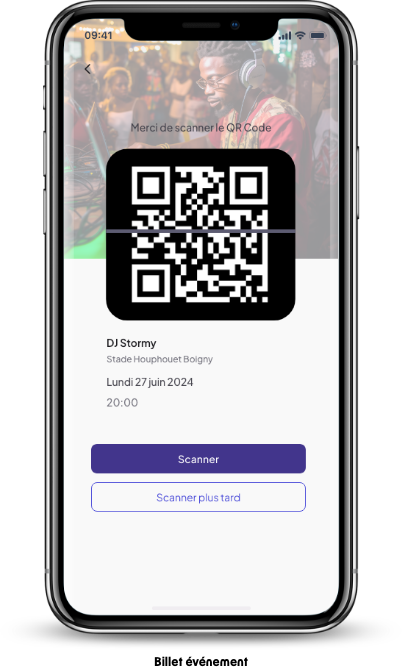 09:41
Merci de scanner le QR Code
DJ Stormy
Stade Houphouet Boigny
Lundi 27 juin 2024
20:00
Scanner
Scanner plus tard
Billet événement